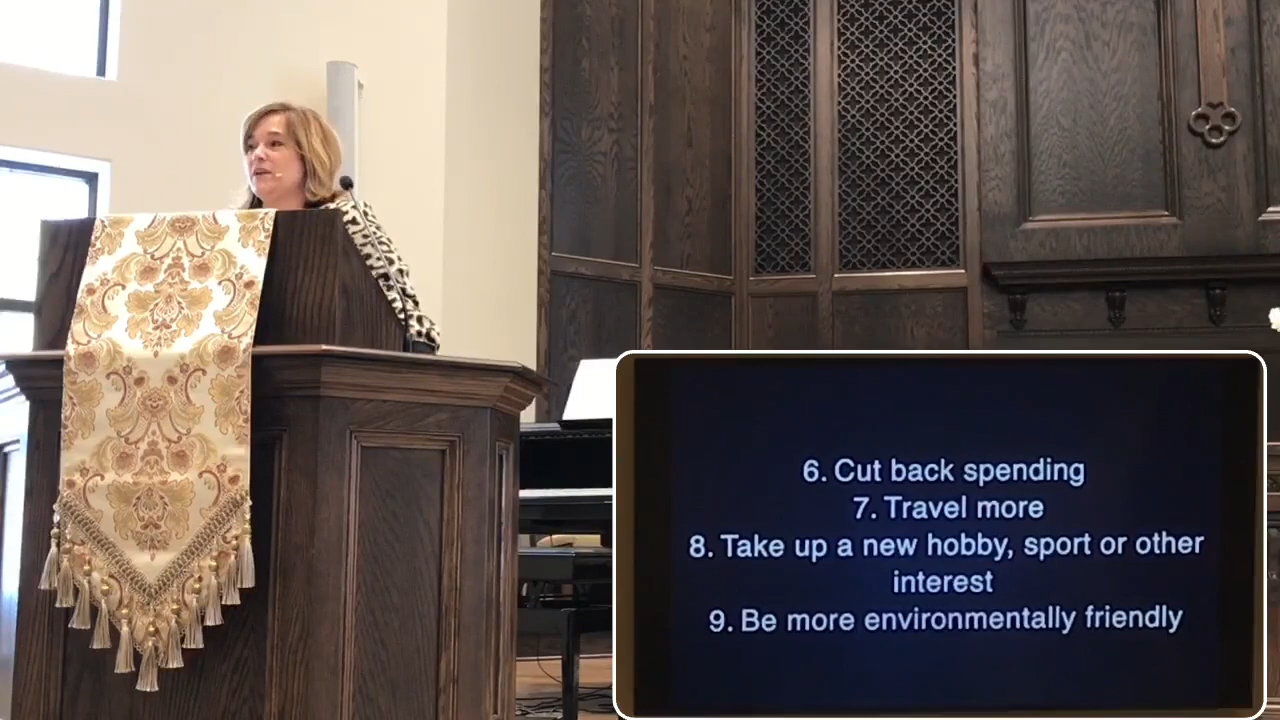 6. Cut back spending
7. Travel more
8. Take up a new hobby, sport or other
interest
9. Be more environmentally friendly